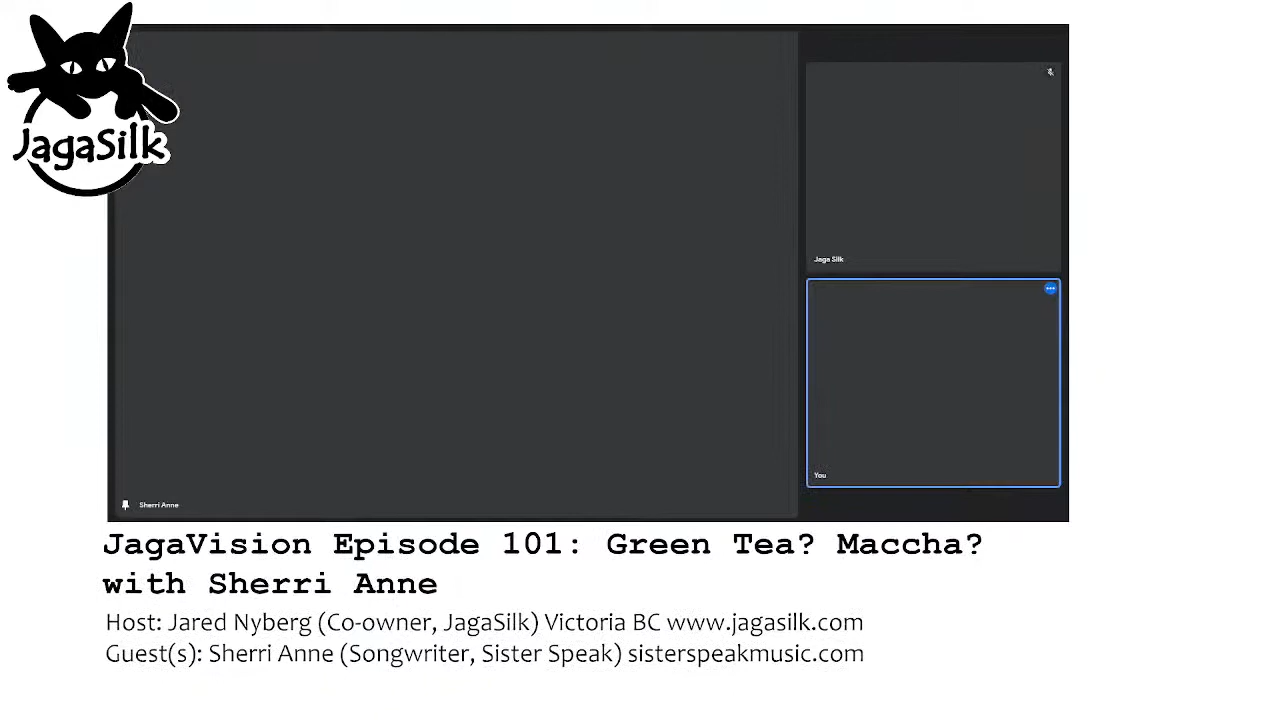 JagaSilk
Jaga Silk
You
Sherri Anne
JagaVision Episode 101: Green Tea? Maccha?
with Sherri Anne
Host: Jared Nyberg (Co-owner, JagaSilk) Victoria BC www.jagasilk.com
Guest(s): Sherri Anne (Songwriter, Sister Speak) sisterspeakmusic.com